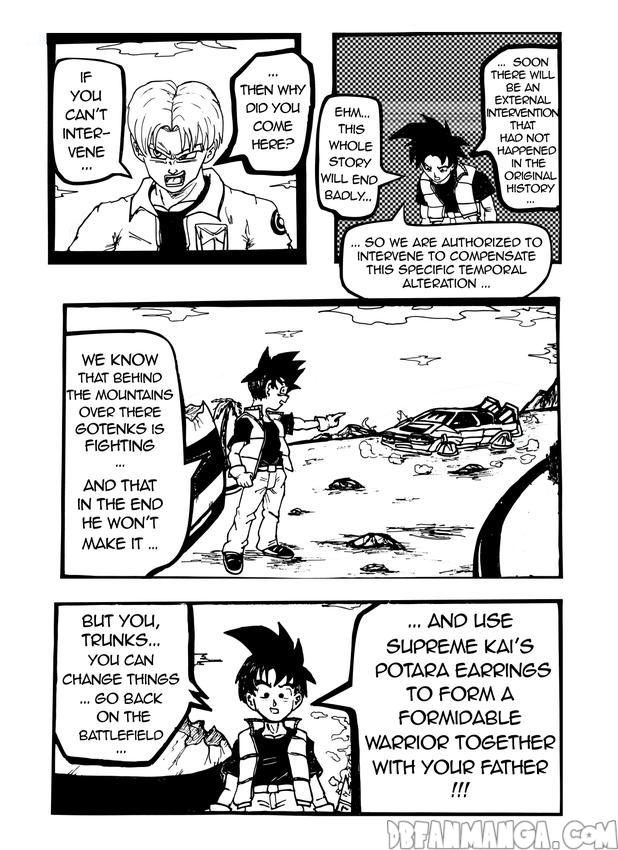 IF
YOU
CAN'T
INTER-
VENE ...
...
THEN WHY
DID YOU
COME
HERE?
EHM...
... THIS
WHOLE
STORY
WILL END
BADLY...
... SOON
THERE WILL
BE AN
EXTERNAL
INTERVENTION
THAT
HAD NOT
HAPPENED
IN THE
ORIGINAL
HISTORY
...
... SO WE ARE AUTHORIZED TO
INTERVENE TO COMPENSATE
THIS SPECIFIC TEMPORAL
ALTERATION ...
WE KNOW
THAT BEHIND
THE MOUNTAINS
OVER THERE
GOTENKS IS
FIGHTING
...
AND THAT
IN THE END
HE WON'T
MAKE IT ...
BUT YOU,
TRUNKS...
YOU CAN
CHANGE THINGS
... GO BACK
ON THE
BATTLEFIELD
...
... AND USE
SUPREME KAI'S
POTARA EARRINGS
TO FORM A
FORMIDABLE
WARRIOR TOGETHER
WITH YOUR FATHER
!!!
DBFANMANGA.COM